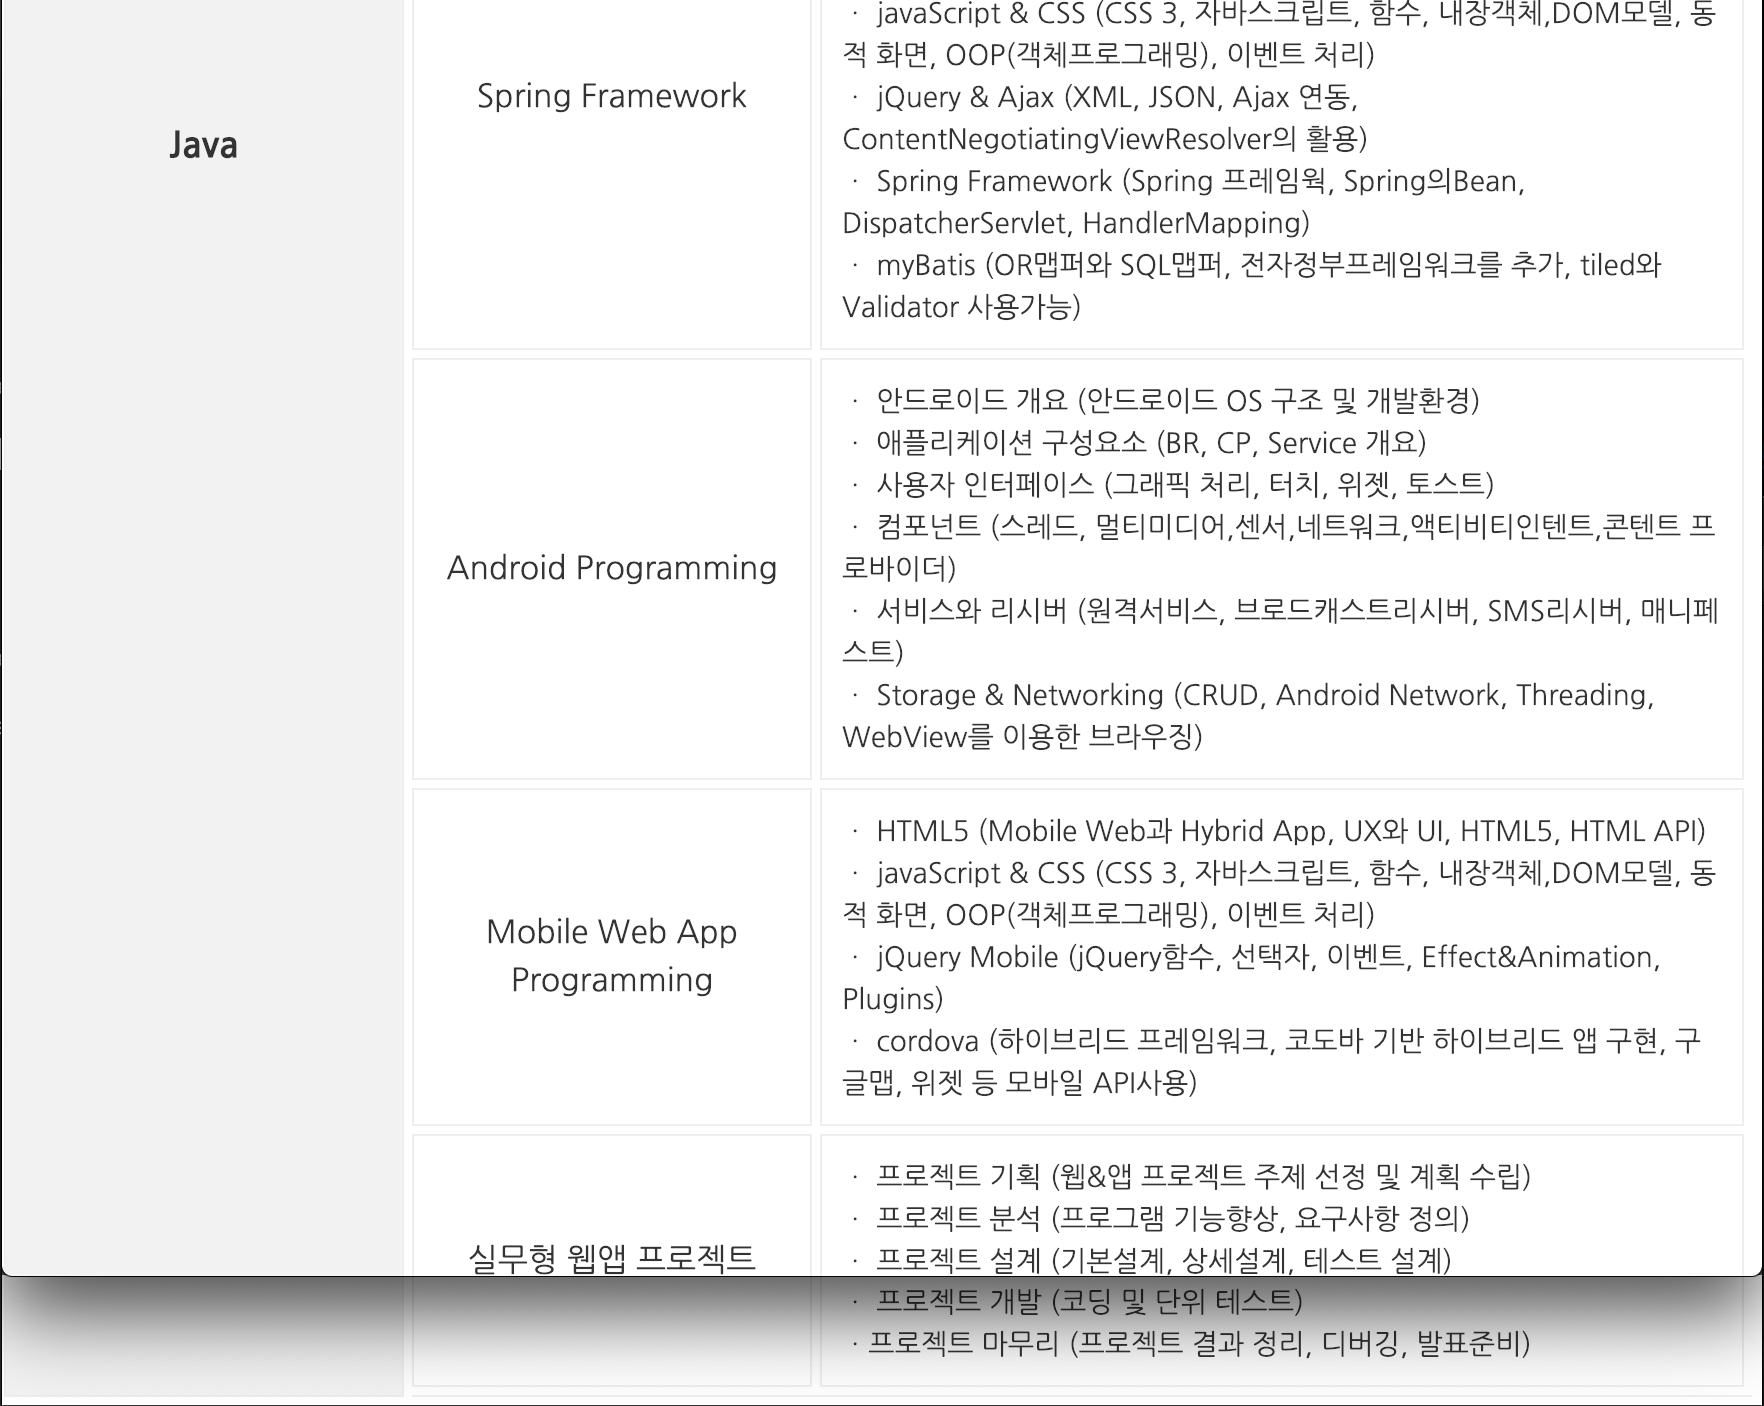 Java
Spring Framework
· javaScript & CSS (CSS 3, 자바스크립트, 함수, 내장객체,DOM모델, 동
적 화면, OOP(객체프로그래밍), 이벤트 처리)
· jQuery & Ajax (XML, JSON, Ajax 연동,
ContentNegotiatingViewResolver의 활용)
· Spring Framework (Spring 프레임웍, Spring의Bean,
DispatcherServlet, HandlerMapping)
· myBatis (OR맵퍼와 SQL맵퍼, 전자정부프레임워크를 추가, tiled와
Validator 사용가능)
Android Programming
· 안드로이드 개요 (안드로이드 OS 구조 및 개발환경)
· 애플리케이션 구성요소 (BR, CP, Service 개요)
· 사용자 인터페이스 (그래픽 처리, 터치, 위젯, 토스트)
· 컴포넌트 (스레드, 멀티미디어,센서,네트워크,액티비티인텐트,콘텐트 프
로바이더)
· 서비스와 리시버 (원격서비스, 브로드캐스트리시버, SMS리시버, 매니페
스트)
· Storage & Networking (CRUD, Android Network, Threading,
WebView를 이용한 브라우징)
Mobile Web App
Programming
· HTML5 (Mobile Web과 Hybrid App, UX와 UI, HTML5, HTML API)
· javaScript & CSS (CSS 3, 자바스크립트, 함수, 내장객체,DOM모델, 동
적 화면, OOP(객체프로그래밍), 이벤트 처리)
· jQuery Mobile (jQuery함수, 선택자, 이벤트, Effect&Animation,
Plugins)
· cordova (하이브리드 프레임워크, 코도바 기반 하이브리드 앱 구현, 구
글맵, 위젯 등 모바일 API사용)
실무형 웹앱 프로젝트
· 프로젝트 기획 (웹&앱 프로젝트 주제 선정 및 계획 수립)
· 프로젝트 분석 (프로그램 기능향상, 요구사항 정의)
· 프로젝트 설계 (기본설계, 상세설계, 테스트 설계)
· 프로젝트 개발 (코딩 및 단위 테스트)
· 프로젝트 마무리 (프로젝트 결과 정리, 디버깅, 발표준비)